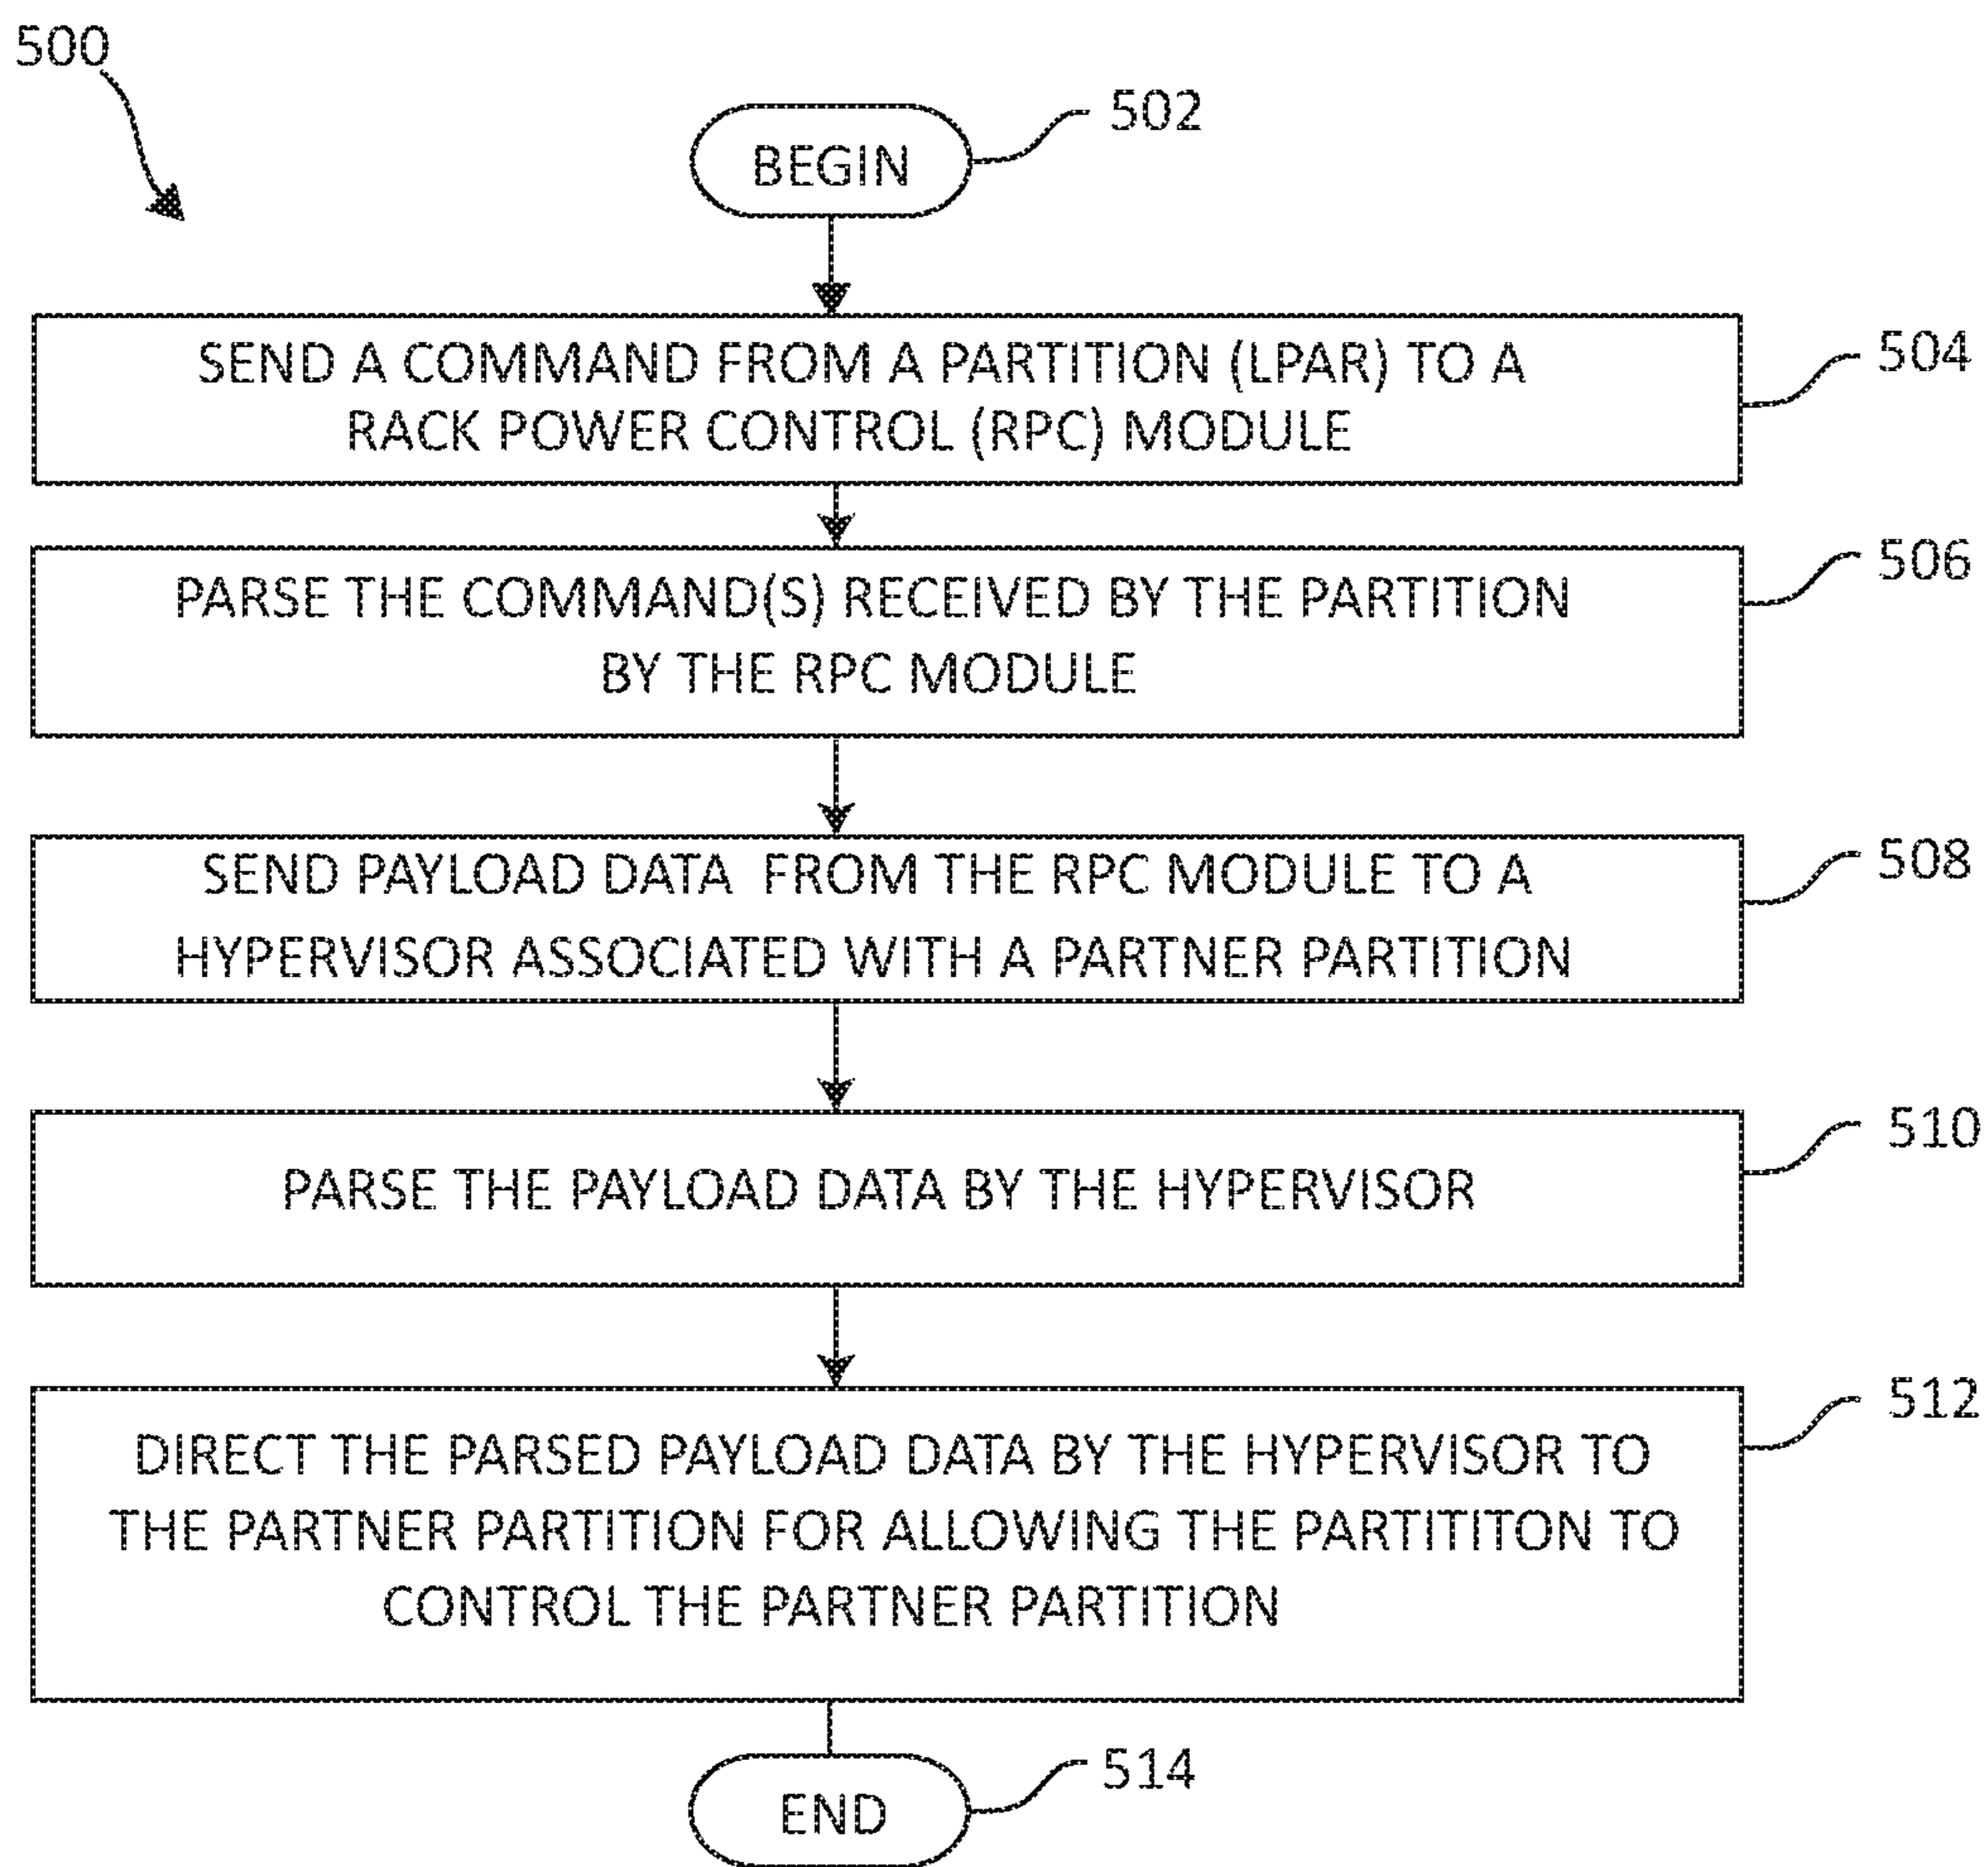 500
BEGIN
502
SEND A COMMAND FROM A PARTITION (LPAR) TO A
RACK POWER CONTROL (RPC) MODULE
504
PARSE THE COMMAND(S) RECEIVED BY THE PARTITION
BY THE RPC MODULE
506
SEND PAYLOAD DATA FROM THE RPC MODULE TO A
HYPERVISOR ASSOCIATED WITH A PARTNER PARTITION
508
PARSE THE PAYLOAD DATA BY THE HYPERVISOR
510
DIRECT THE PARSED PAYLOAD DATA BY THE HYPERVISOR TO
THE PARTNER PARTITION FOR ALLOWING THE PARTITITON TO
CONTROL THE PARTNER PARTITION
512
END
514